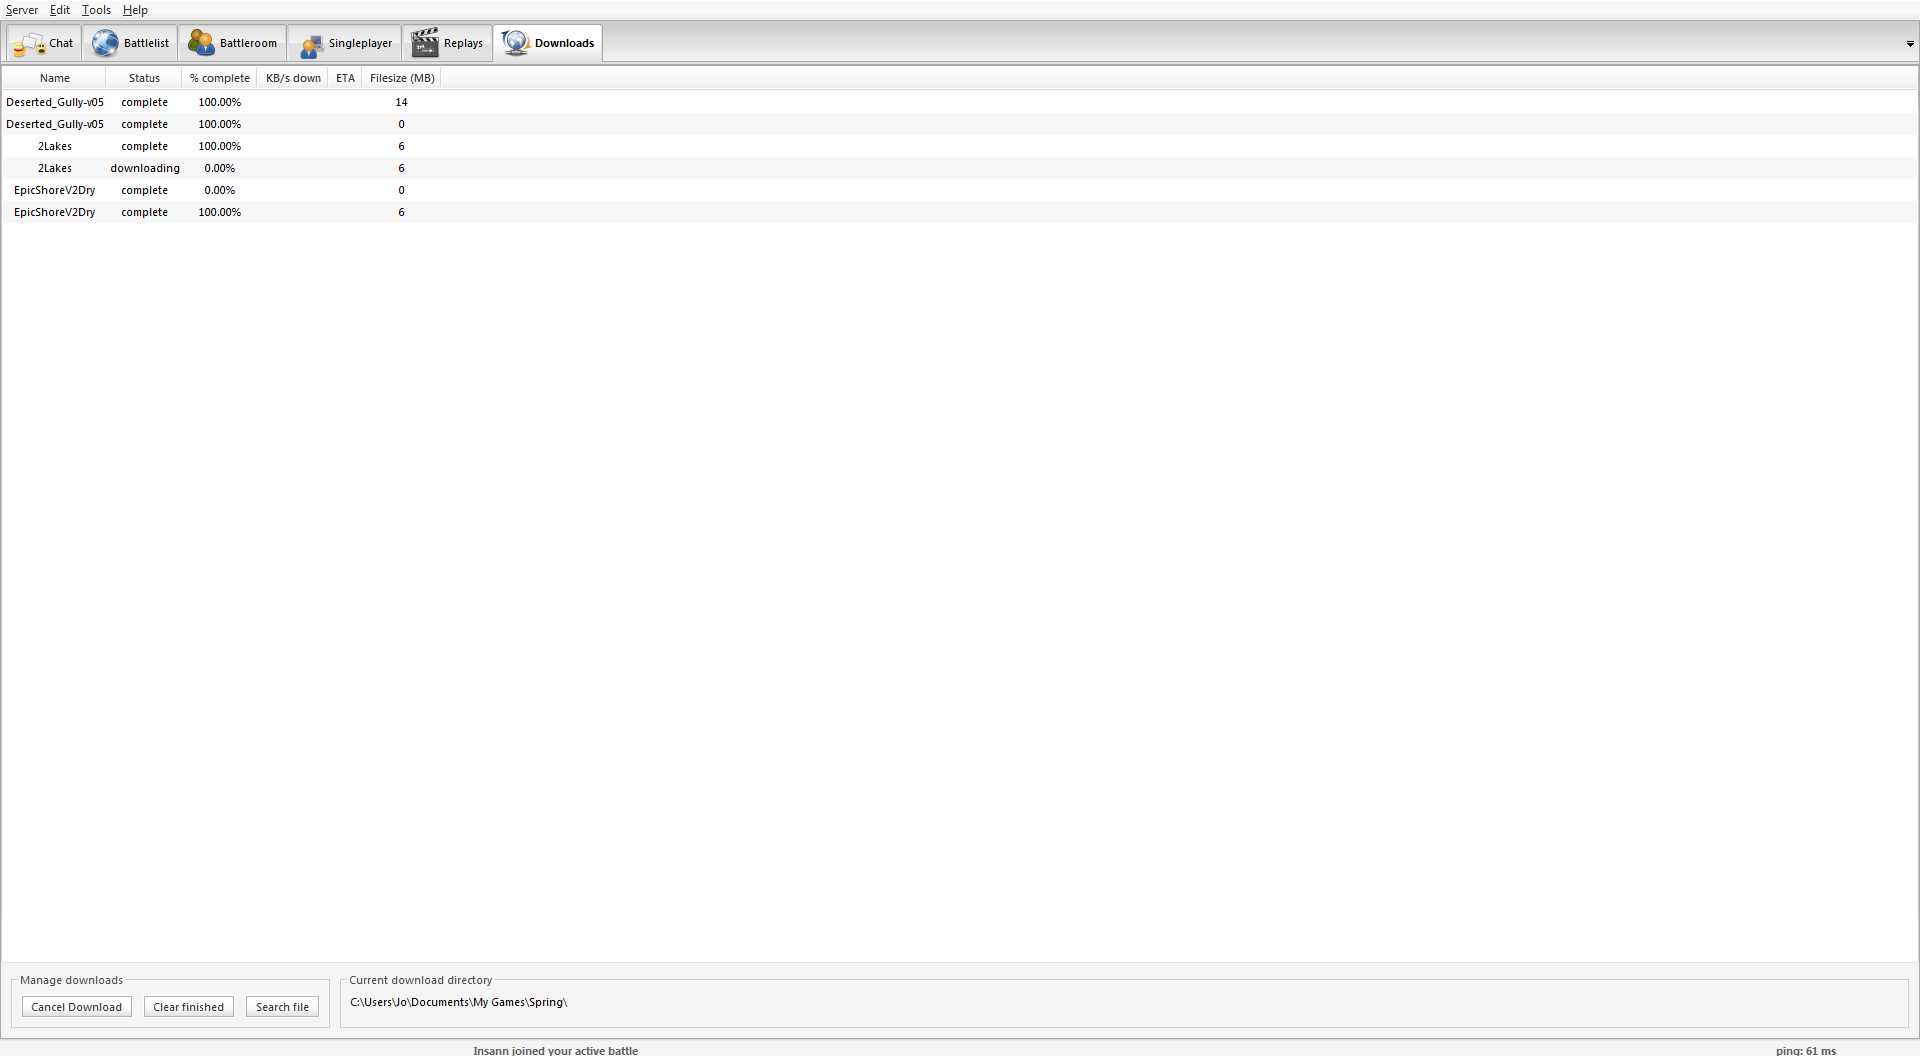 Server Edit Tools Help
Chat Battlelist Battleroom Singleplayer Replays Downloads
Name Status % complete KB/s down ETA Filesize (MB)
Deserted_Gully-v05 complete 100.00% 14
Deserted_Gully-v05 complete 100.00% 0
2Lakes complete 100.00% 6
2Lakes downloading 0.00% 6
EpicShoreV2Dry complete 0.00% 0
EpicShoreV2Dry complete 100.00% 6
Manage downloads Current download directory
Cancel Download Clear finished Search file C:\Users\Jo\Documents\My Games\Spring\
Insann joined your active battle ping: 61 ms